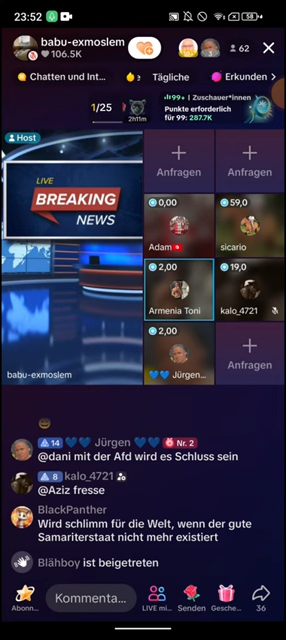 23:52
58
babu-exmoslem
106.5K
62
Chatten und Int...
2
Tägliche
Erkunden
1/25
2h11m
99+ | Zuschauer*innen
Punkte erforderlich
für 99: 287.7K
Host
LIVE
BREAKING
NEWS
babu-exmoslem
Anfragen
Anfragen
0,00
Adam
59,0
sicario
2,00
Armenia Toni
19,0
kalo_4721
2,00
💙💙 Jürgen...
Anfragen
14 💙💙 Jürgen 💙💙 Nr. 2
@dani mit der Afd wird es Schluss sein
8 kalo_4721
@Aziz fresse
BlackPanther
Wird schlimm für die Welt, wenn der gute
Samariterstaat nicht mehr existiert
Blähboy ist beigetreten
Kommenta...
Abonn...
LIVE mi...
Senden
Gesche...
36